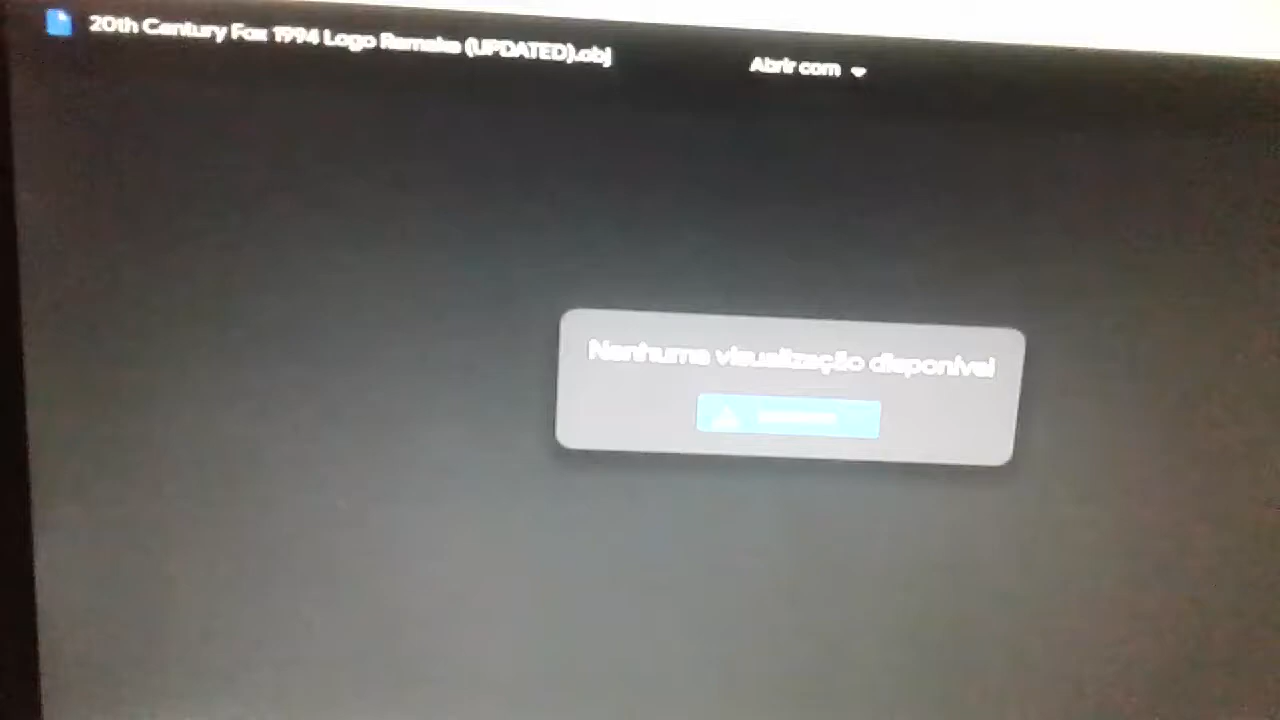 20th Century Fox 1994 Logo Remake (UPDATED).obj
Abrir com
Nenhuma visualização disponível